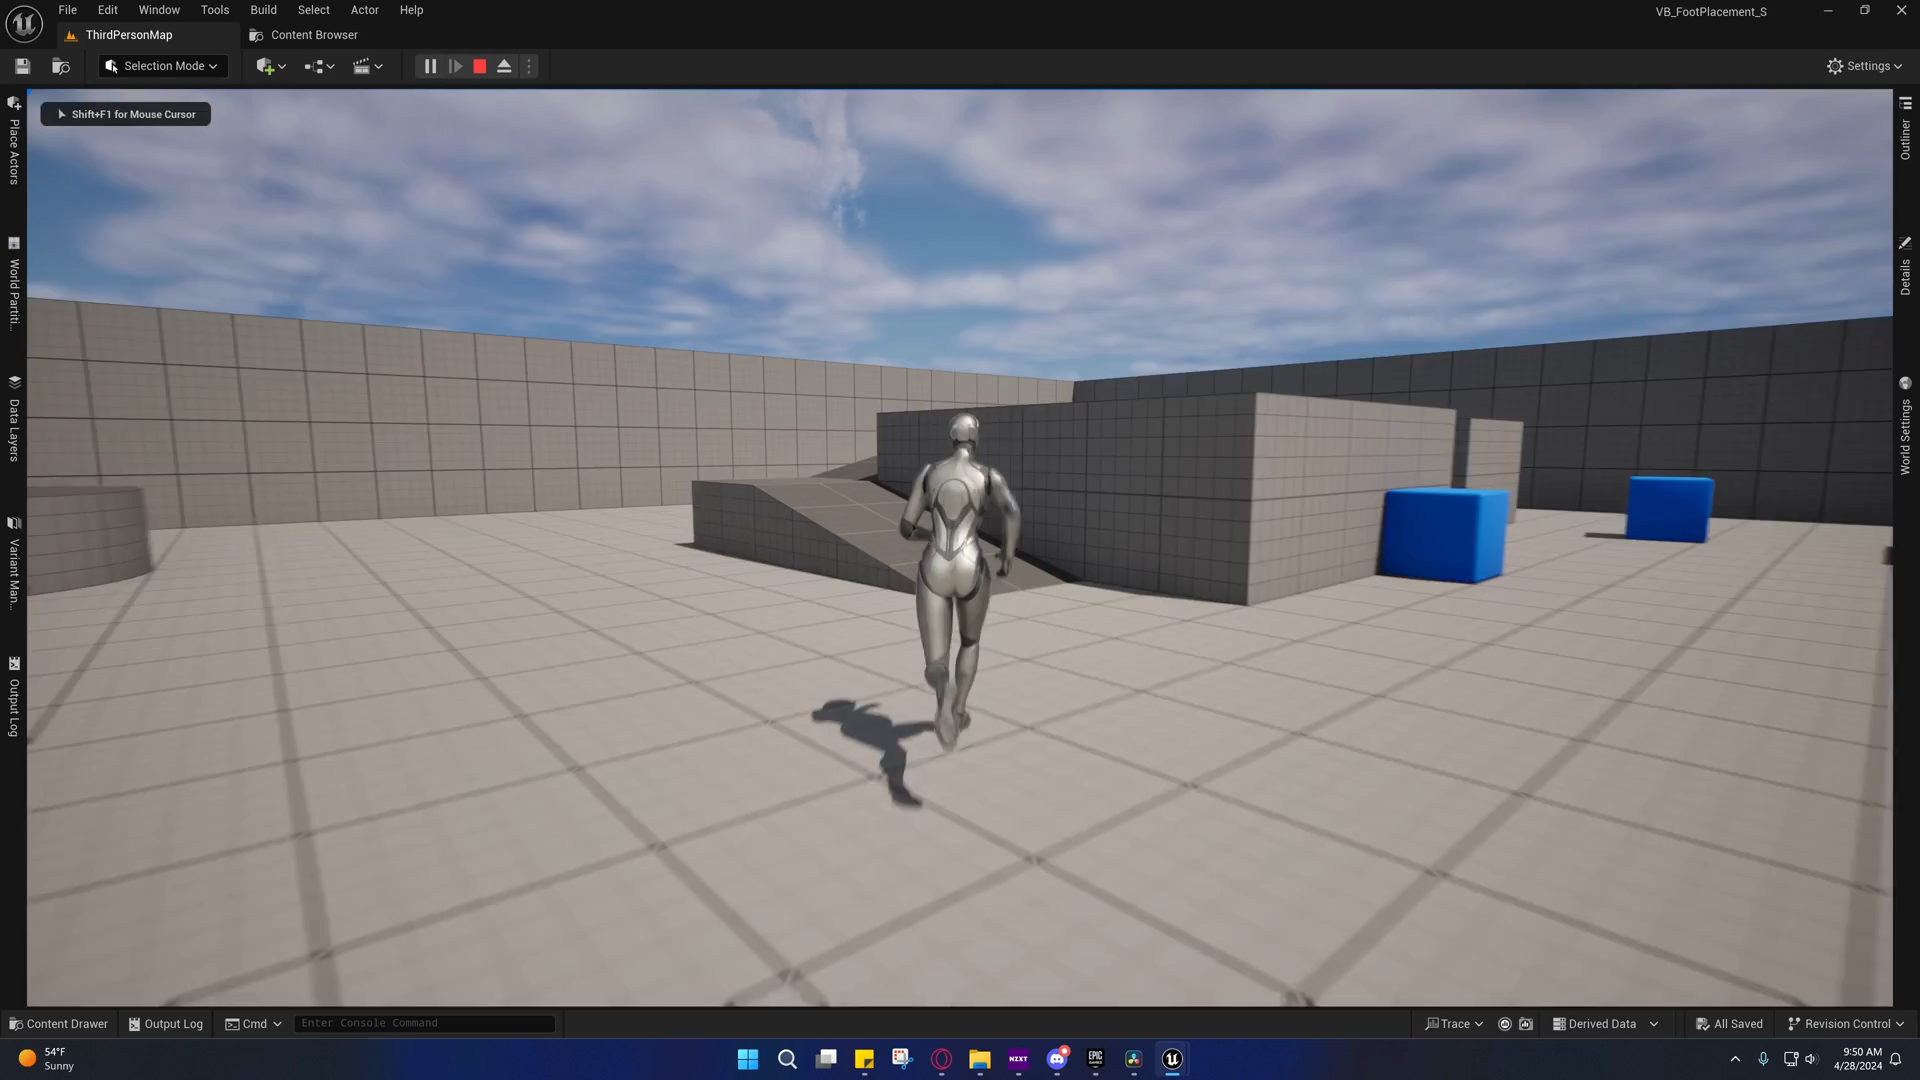 File Edit Window Tools Build Select Actor Help
VB_FootPlacement_S
ThirdPersonMap
Content Browser
Selection Mode
Settings
Shift+F1 for Mouse Cursor
Place Actors
World Partiti...
Data Layers
Variant Man...
Output Log
Outliner
Details
World Settings
Content Drawer
Output Log
Cmd
Enter Console Command
Trace
Derived Data
All Saved
Revision Control
54°F
Sunny
NZXT
EPIC
GAMES
9:50 AM
4/28/2024